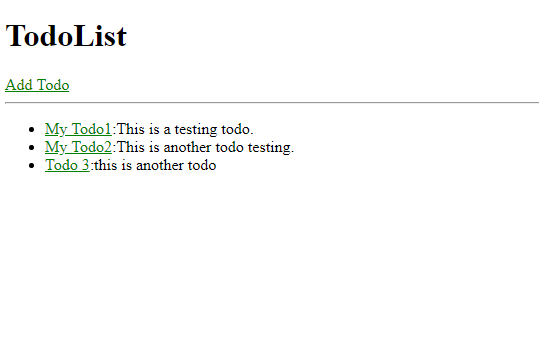 TodoList
Add Todo
My Todo1:This is a testing todo.
My Todo2:This is another todo testing.
Todo 3:this is another todo